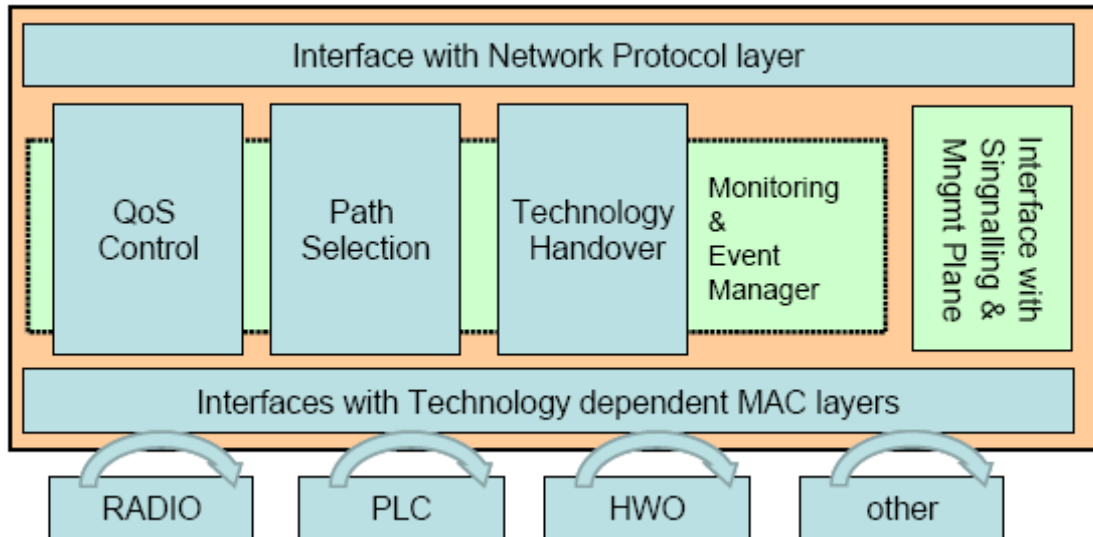 Interface with Network Protocol layer
QoS
Control
Path
Selection
Technology
Handover
Monitoring
&
Event
Manager
Interface with
Singnalling &
Mngmt Plane
Interfaces with Technology dependent MAC layers
RADIO
PLC
HWO
other